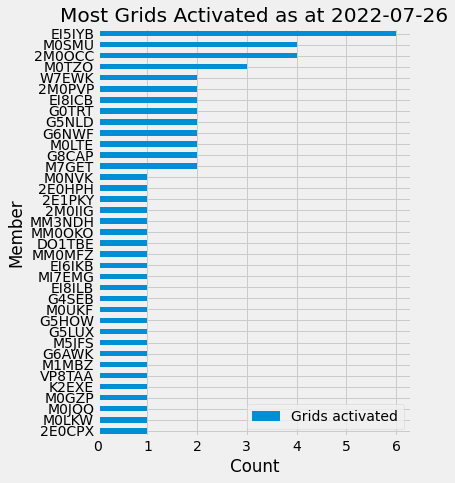 Most Grids Activated as at 2022-07-26
EI5IYB
M0SMU
2M0OCC
M0TZO
W7EWK
2M0PVP
EI8ICB
G0TRT
G5NLD
G6NWF
M0LTE
G8CAP
M7GET
M0NVK
2E0HPH
2E1PKY
2M0IIG
MM3NDH
MM0OKO
DO1TBE
MM0MFZ
EI6IKB
MI7EMG
EI8ILB
G4SEB
M0UKF
G5HOW
G5LUX
M5JFS
G6AWK
M1MBZ
VP8TAA
K2EXE
M0GZP
M0JQQ
M0LKW
2E0CPX
Member
Grids activated
0 1 2 3 4 5 6
Count